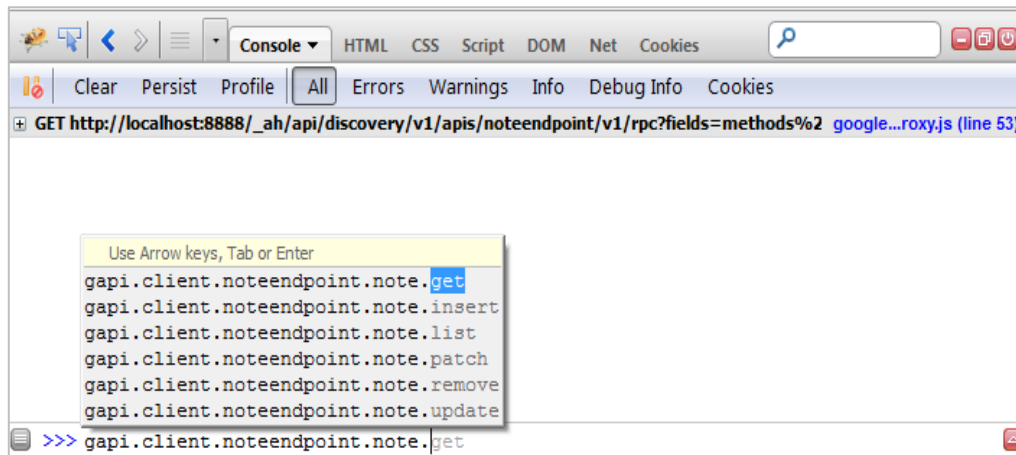 Console ▾ HTML CSS Script DOM Net Cookies
Clear Persist Profile All Errors Warnings Info Debug Info Cookies
GET http://localhost:8888/_ah/api/discovery/v1/apis/noteendpoint/v1/rpc?fields=methods%2 google...roxy.js (line 53)
Use Arrow keys, Tab or Enter
gapi.client.noteendpoint.note.get
gapi.client.noteendpoint.note.insert
gapi.client.noteendpoint.note.list
gapi.client.noteendpoint.note.patch
gapi.client.noteendpoint.note.remove
gapi.client.noteendpoint.note.update
>>> gapi.client.noteendpoint.note.get